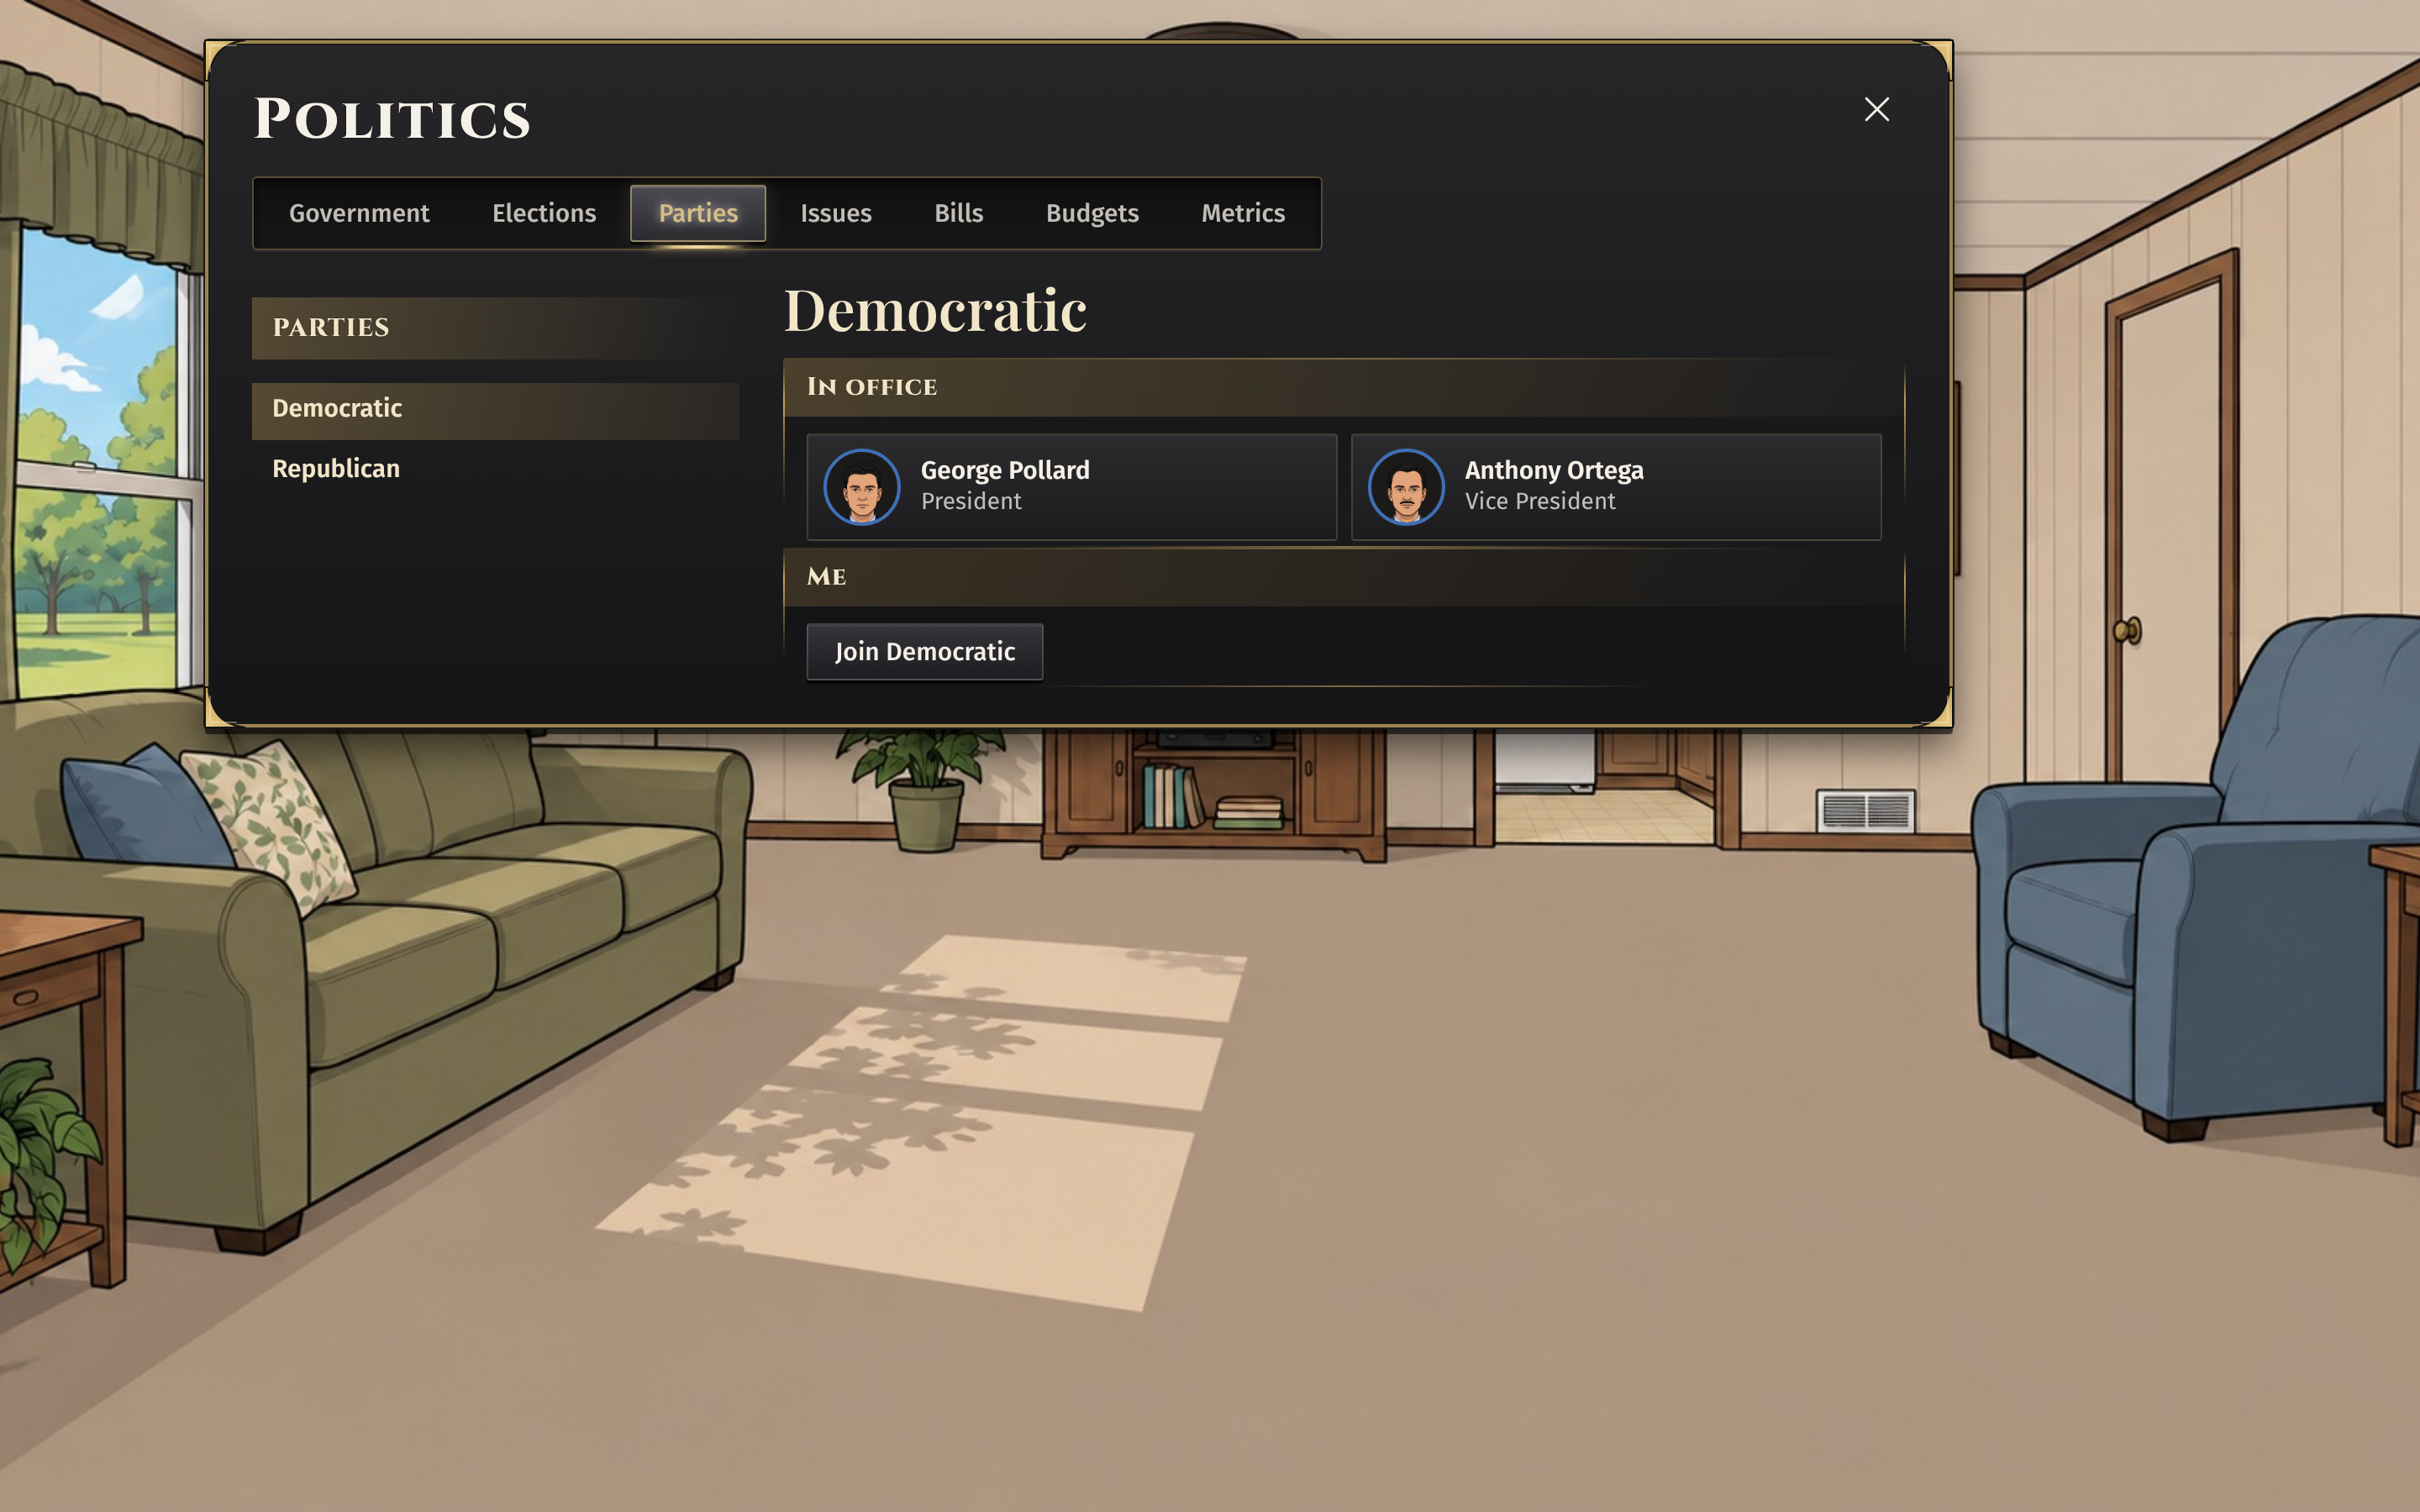 Politics
Government Elections Parties Issues Bills Budgets Metrics
Parties
Democratic
Republican
Democratic
In office
George Pollard
President
Anthony Ortega
Vice President
Me
Join Democratic